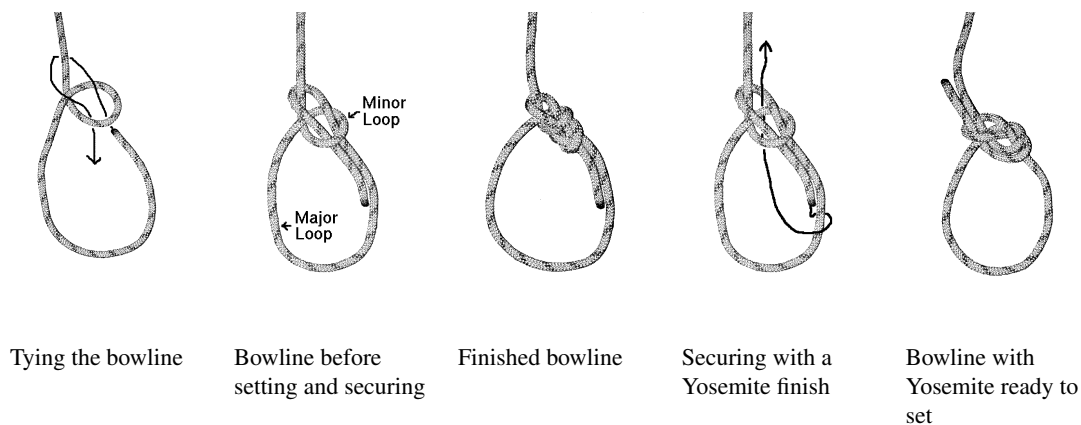 Minor
Loop
Major
Loop
Tying the bowline
Bowline before
setting and securing
Finished bowline
Securing with a
Yosemite finish
Bowline with
Yosemite ready to
set